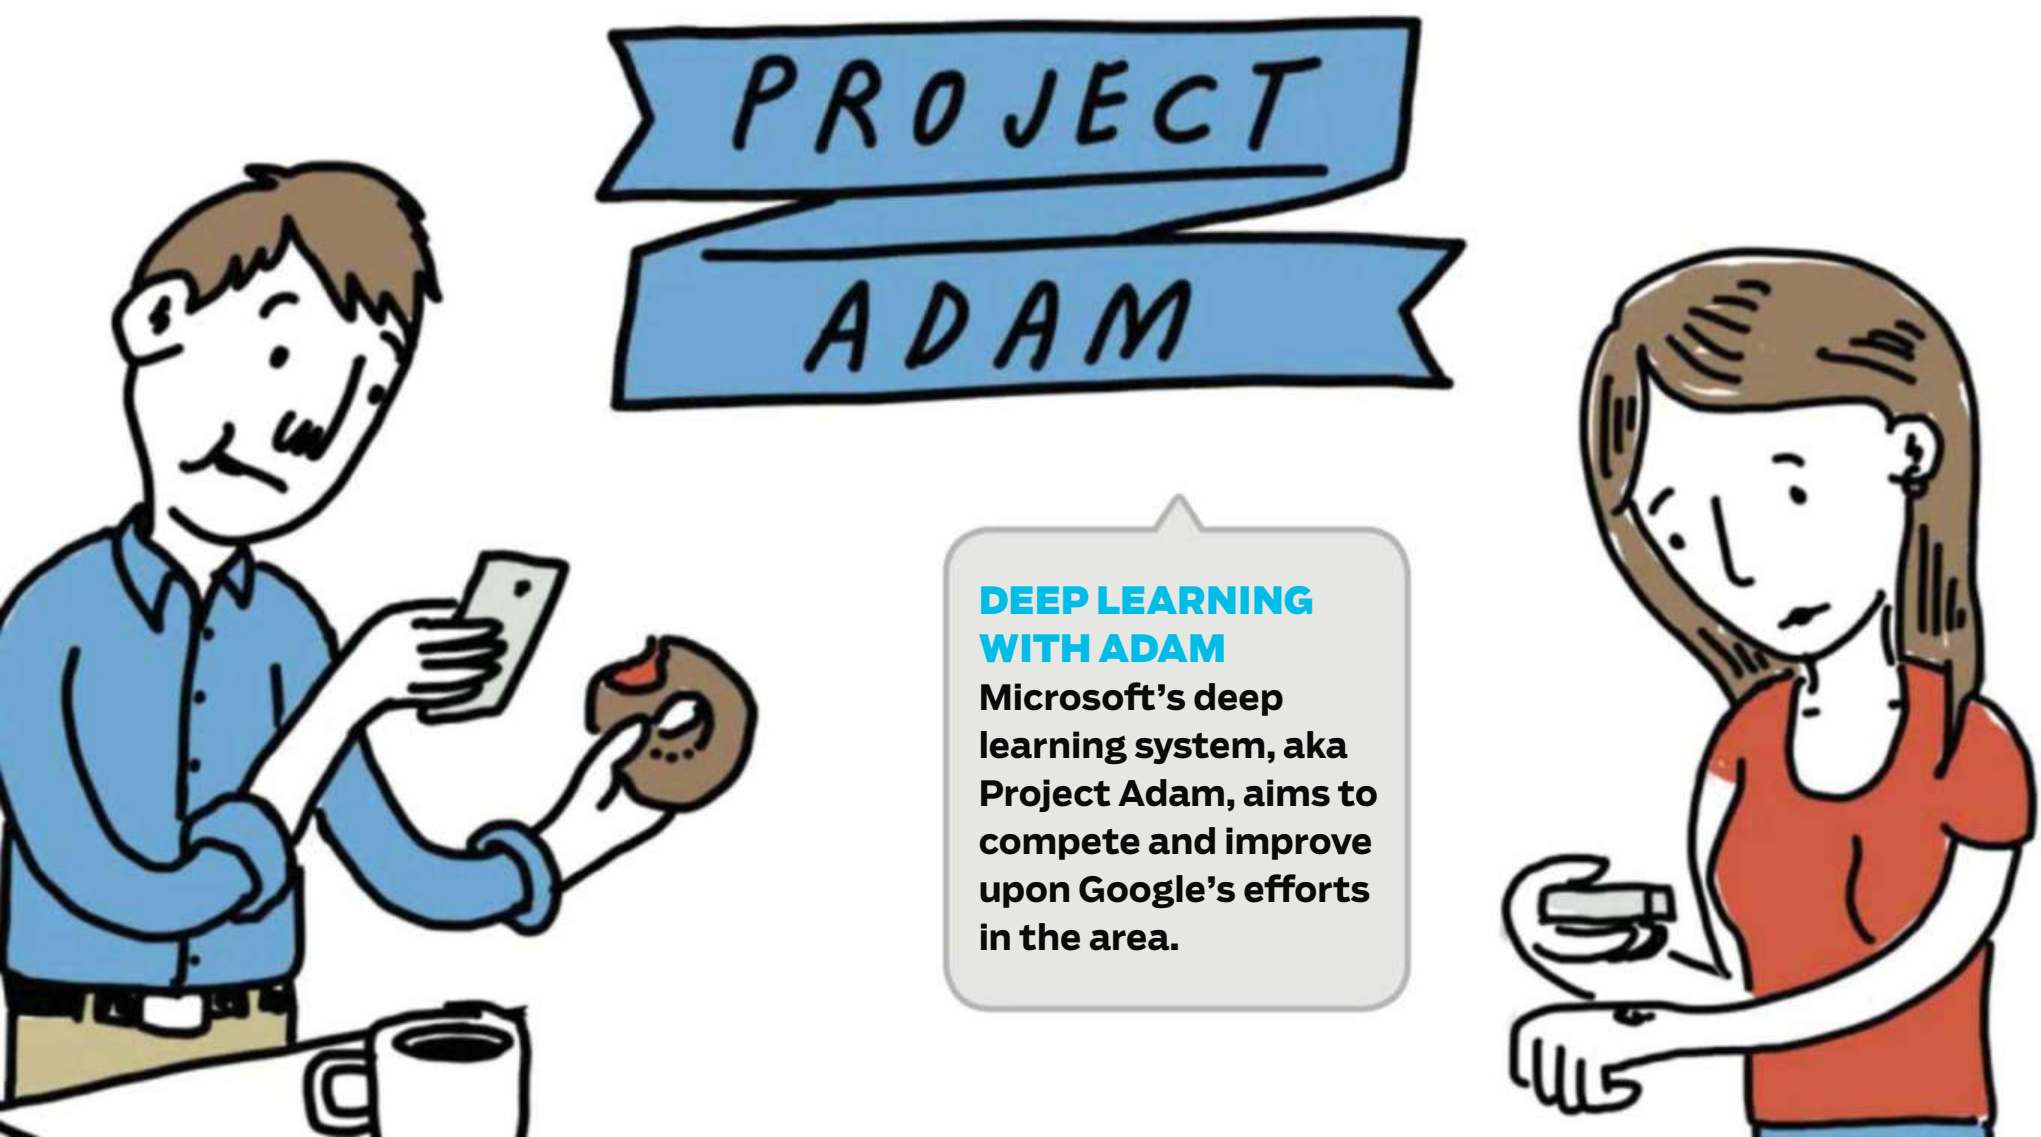 PROJECT
ADAM
DEEP LEARNING
WITH ADAM
Microsoft’s deep
learning system, aka
Project Adam, aims to
compete and improve
upon Google’s efforts
in the area.